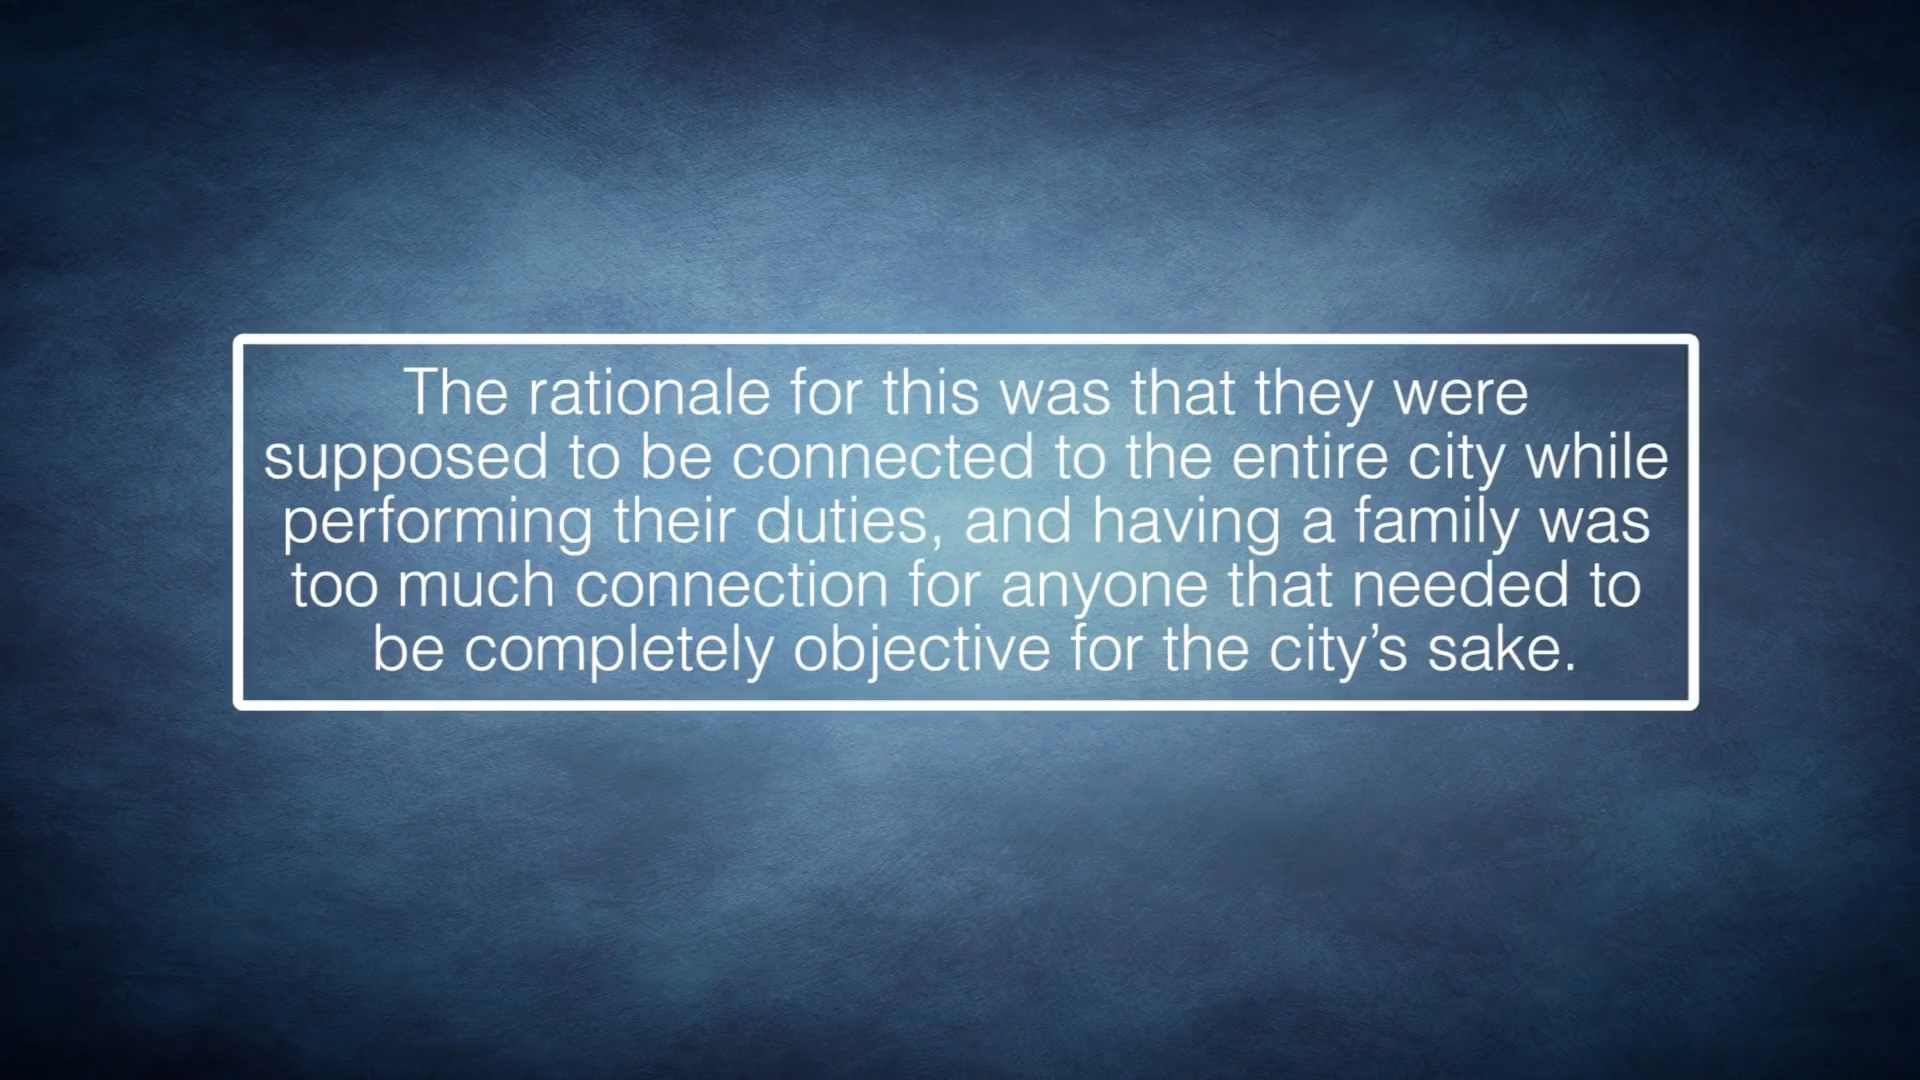 The rationale for this was that they were
supposed to be connected to the entire city while
performing their duties, and having a family was
too much connection for anyone that needed to
be completely objective for the city’s sake.